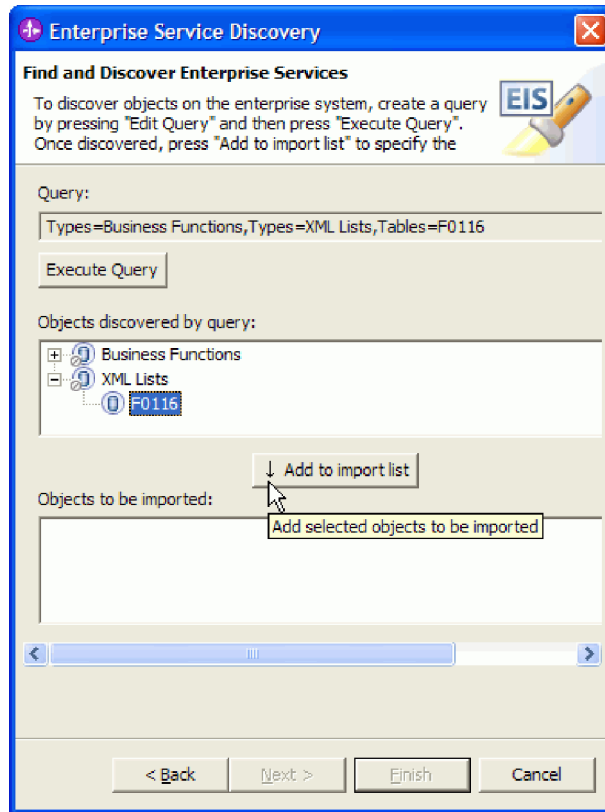 Enterprise Service Discovery
Find and Discover Enterprise Services
To discover objects on the enterprise system, create a query
by pressing "Edit Query" and then press "Execute Query".
Once discovered, press "Add to import list" to specify the
EIS
Query:
Types=Business Functions,Types=XML Lists,Tables=F0116
Execute Query
Objects discovered by query:
Business Functions
XML Lists
F0116
↓ Add to import list
Objects to be imported:
Add selected objects to be imported
< Back
Next >
Finish
Cancel